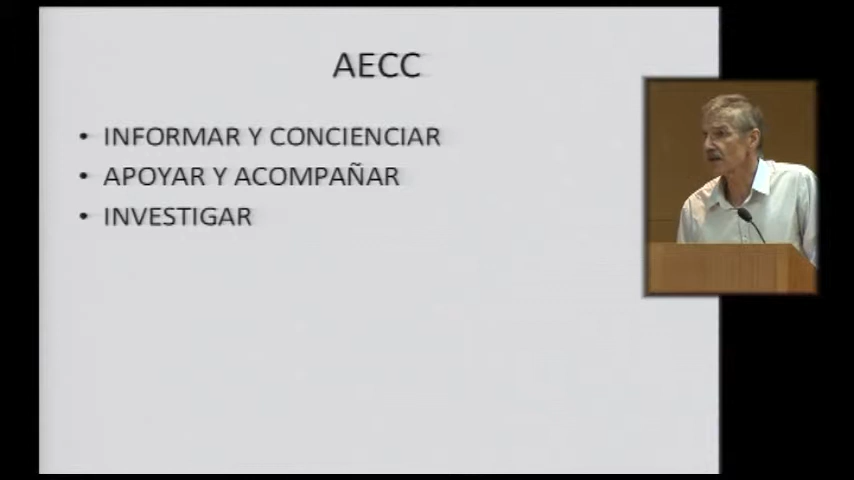 AECC
• INFORMAR Y CONCIENCIAR
• APOYAR Y ACOMPAÑAR
• INVESTIGAR